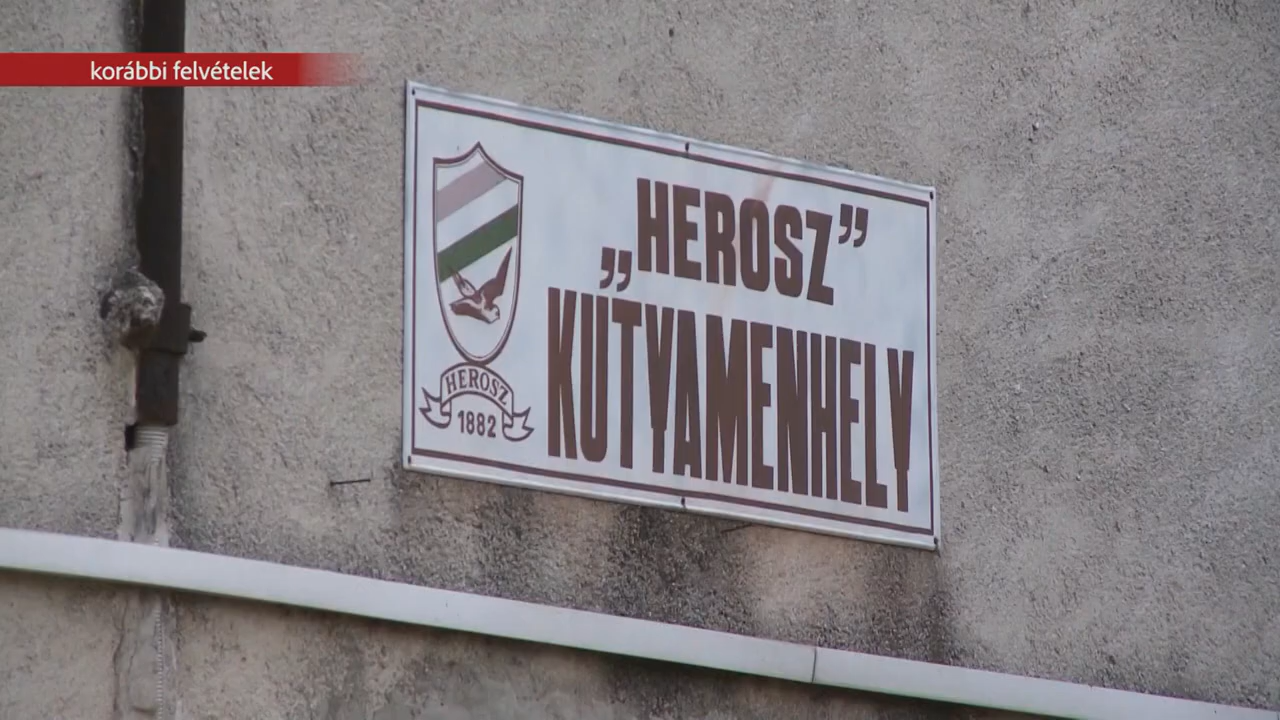 korábbi felvételek
„HEROSZ”
KUTYAMENHELY
HEROSZ
1882